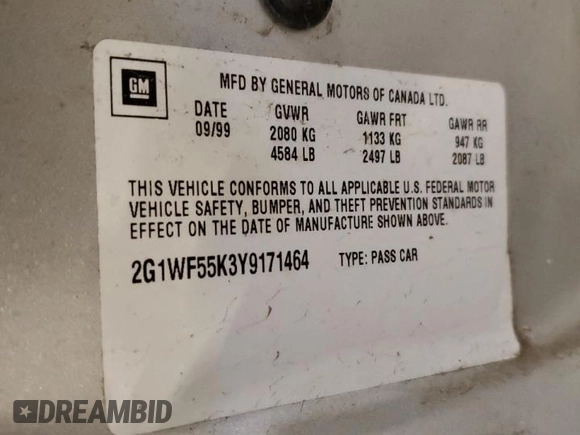 GM
MFD BY GENERAL MOTORS OF CANADA LTD.
DATE GVWR GAWR FRT GAWR RR
09/99 2080 KG 1133 KG 947 KG
4584 LB 2497 LB 2087 LB
THIS VEHICLE CONFORMS TO ALL APPLICABLE U.S. FEDERAL MOTOR
VEHICLE SAFETY, BUMPER, AND THEFT PREVENTION STANDARDS IN
EFFECT ON THE DATE OF MANUFACTURE SHOWN ABOVE.
2G1WF55K3Y9171464 TYPE: PASS CAR
DREAMBID